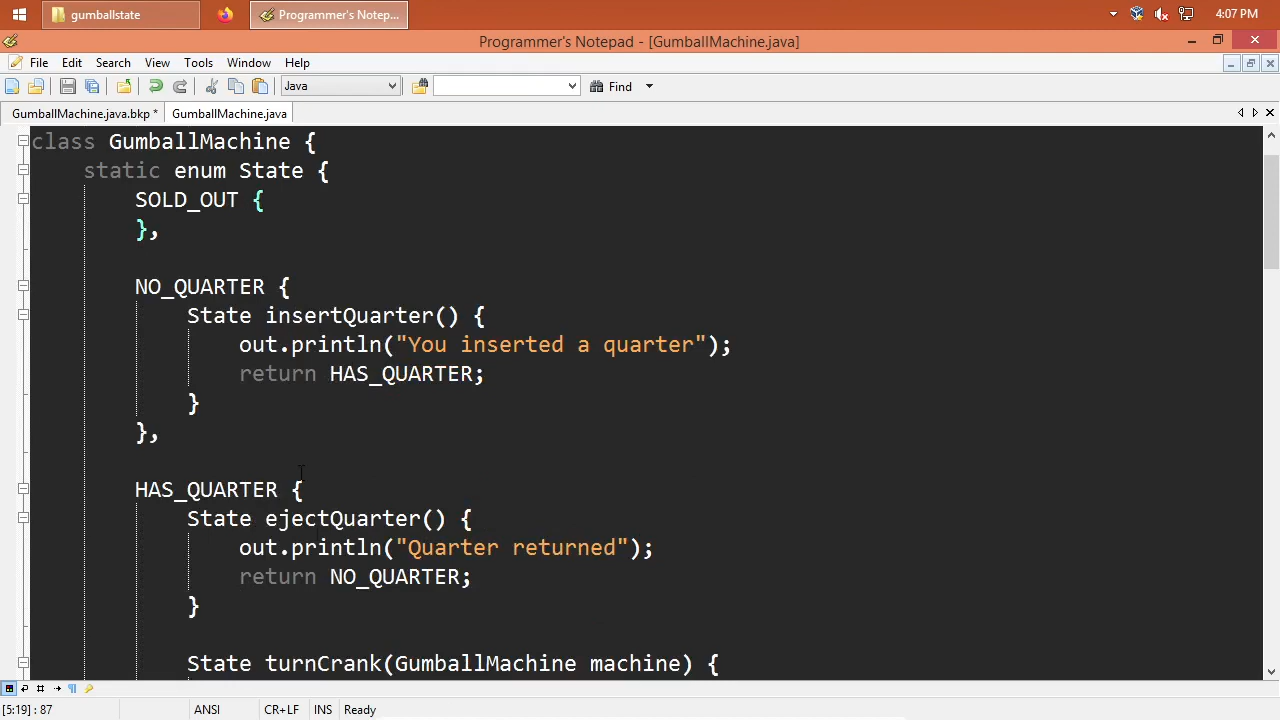 gumballstate
Programmer's Notep...
4:07 PM
Programmer's Notepad - [GumballMachine.java]
File Edit Search View Tools Window Help
Java
Find
GumballMachine.java.bkp * GumballMachine.java
class GumballMachine {
static enum State {
SOLD_OUT {
},
NO_QUARTER {
State insertQuarter() {
out.println("You inserted a quarter");
return HAS_QUARTER;
}
},
HAS_QUARTER {
State ejectQuarter() {
out.println("Quarter returned");
return NO_QUARTER;
}
State turnCrank(GumballMachine machine) {
[5:19] : 87 ANSI CR+LF INS Ready